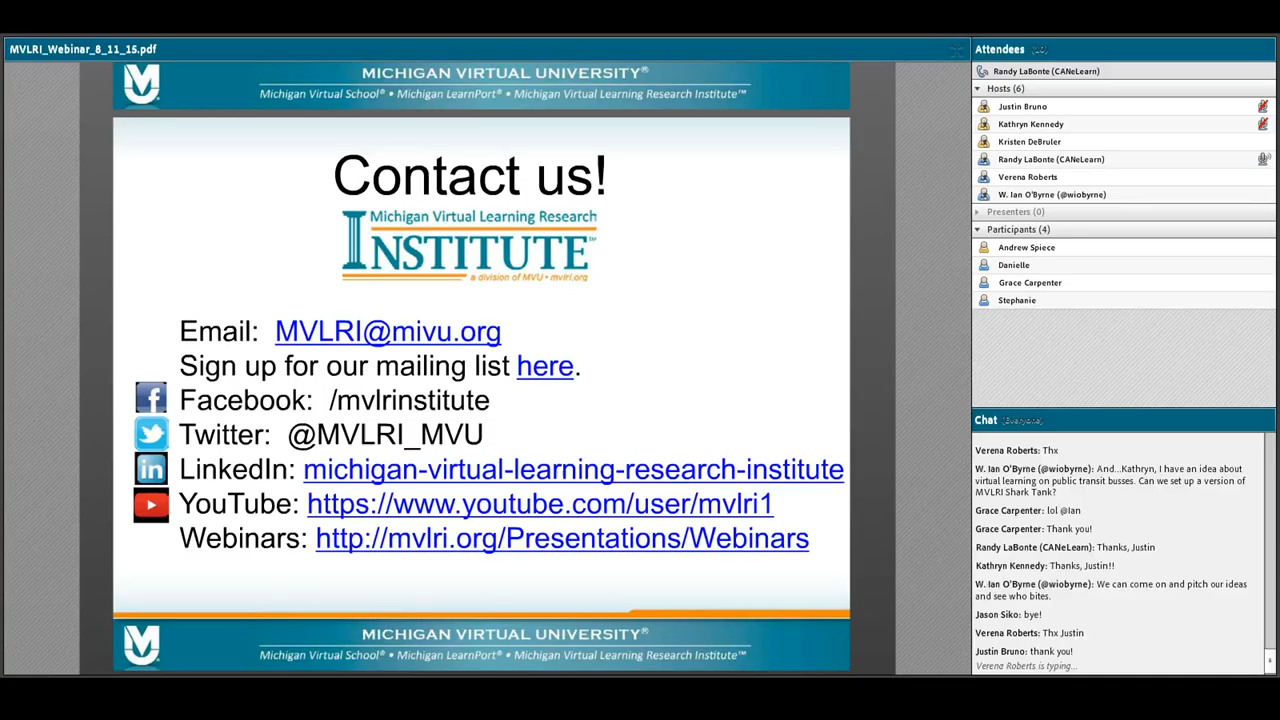 MVLRI_Webinar_8_11_15.pdf
MICHIGAN VIRTUAL UNIVERSITY®
Michigan Virtual School® • Michigan LearnPort® • Michigan Virtual Learning Research Institute™
Contact us!
Michigan Virtual Learning Research
INSTITUTE™
a division of MVU • mvlri.org
Email: MVLRI@mivu.org
Sign up for our mailing list here.
Facebook: /mvlrinstitute
Twitter: @MVLRI_MVU
LinkedIn: michigan-virtual-learning-research-institute
YouTube: https://www.youtube.com/user/mvlri1
Webinars: http://mvlri.org/Presentations/Webinars
MICHIGAN VIRTUAL UNIVERSITY®
Michigan Virtual School® • Michigan LearnPort® • Michigan Virtual Learning Research Institute™
Attendees (10)
Randy LaBonte (CANeLearn)
Hosts (6)
Justin Bruno
Kathryn Kennedy
Kristen DeBruler
Randy LaBonte (CANeLearn)
Verena Roberts
W. Ian O'Byrne (@wiobyrne)
Presenters (0)
Participants (4)
Andrew Spiece
Danielle
Grace Carpenter
Stephanie
Chat (Everyone)
Verena Roberts: Thx
W. Ian O'Byrne (@wiobyrne): And...Kathryn, I have an idea about
virtual learning on public transit busses. Can we set up a version of
MVLRI Shark Tank?
Grace Carpenter: lol @Ian
Grace Carpenter: Thank you!
Randy LaBonte (CANeLearn): Thanks, Justin
Kathryn Kennedy: Thanks, Justin!!
W. Ian O'Byrne (@wiobyrne): We can come on and pitch our ideas
and see who bites.
Jason Siko: bye!
Verena Roberts: Thx Justin
Justin Bruno: thank you!
Verena Roberts is typing...